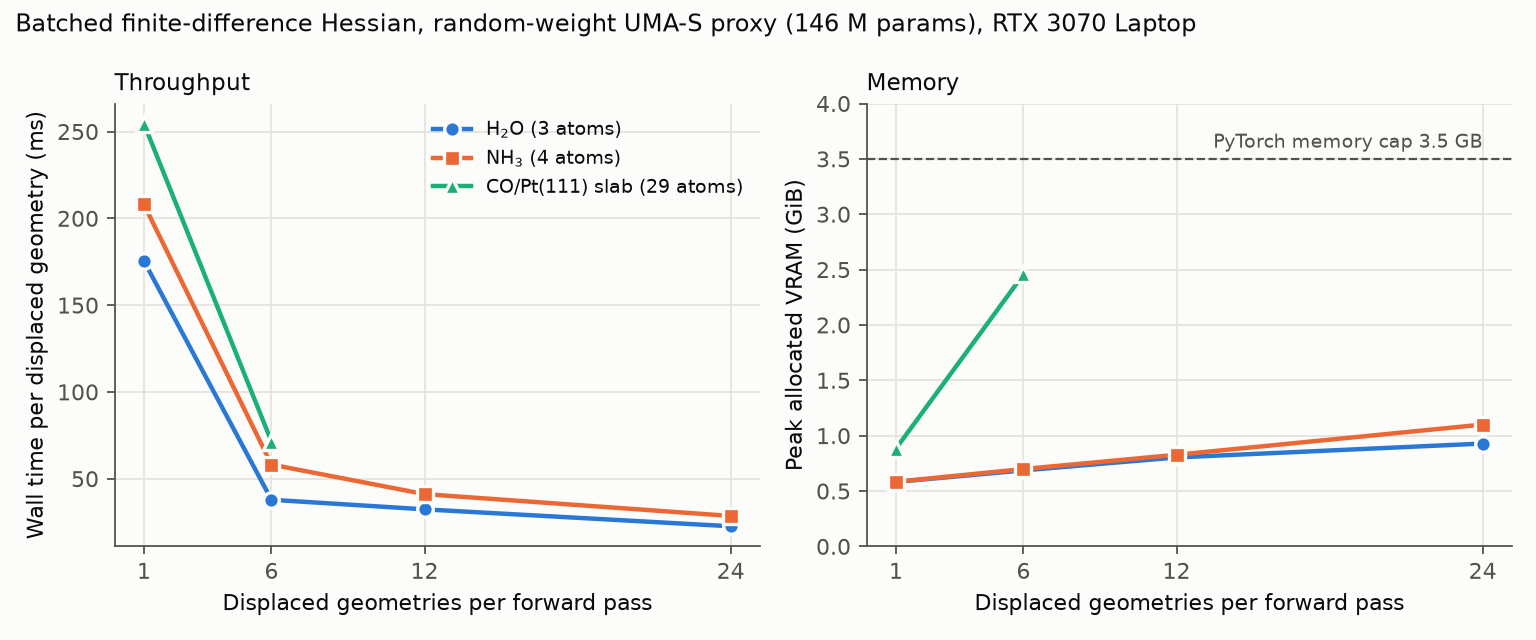 Batched finite-difference Hessian, random-weight UMA-S proxy (146 M params), RTX 3070 Laptop
Throughput
Wall time per displaced geometry (ms)
250
200
150
100
50
H₂O (3 atoms)
NH₃ (4 atoms)
CO/Pt(111) slab (29 atoms)
1 6 12 24
Displaced geometries per forward pass
Memory
Peak allocated VRAM (GiB)
4.0
3.5
3.0
2.5
2.0
1.5
1.0
0.5
0.0
PyTorch memory cap 3.5 GB
1 6 12 24
Displaced geometries per forward pass